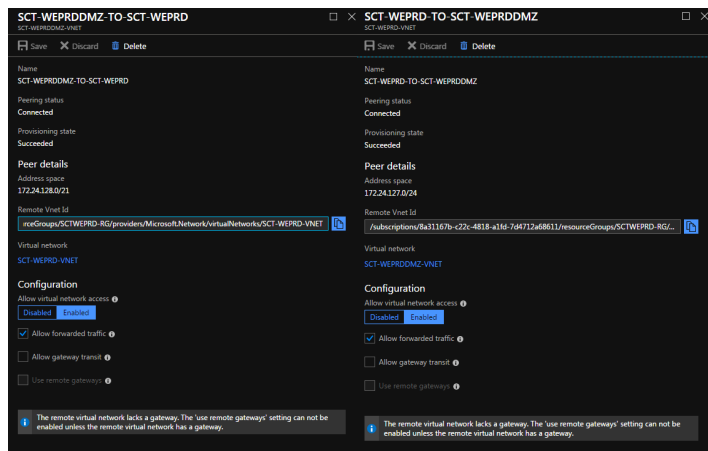 SCT-WEPRDDMZ-TO-SCT-WEPRD
SCT-WEPRDDMZ-VNET
Save Discard Delete
Name
SCT-WEPRDDMZ-TO-SCT-WEPRD
Peering status
Connected
Provisioning state
Succeeded
Peer details
Address space
172.24.128.0/21
Remote Vnet Id
rceGroups/SCTWEPRD-RG/providers/Microsoft.Network/virtualNetworks/SCT-WEPRD-VNET
Virtual network
SCT-WEPRD-VNET
Configuration
Allow virtual network access
Disabled Enabled
Allow forwarded traffic
Allow gateway transit
Use remote gateways
The remote virtual network lacks a gateway. The 'use remote gateways' setting can not be
enabled unless the remote virtual network has a gateway.
SCT-WEPRD-TO-SCT-WEPRDDMZ
SCT-WEPRD-VNET
Save Discard Delete
Name
SCT-WEPRD-TO-SCT-WEPRDDMZ
Peering status
Connected
Provisioning state
Succeeded
Peer details
Address space
172.24.127.0/24
Remote Vnet Id
/subscriptions/8a31167b-c22c-4818-a1fd-7d4712a68611/resourceGroups/SCTWEPRD-RG/...
Virtual network
SCT-WEPRDDMZ-VNET
Configuration
Allow virtual network access
Disabled Enabled
Allow forwarded traffic
Allow gateway transit
Use remote gateways
The remote virtual network lacks a gateway. The 'use remote gateways' setting can not be
enabled unless the remote virtual network has a gateway.